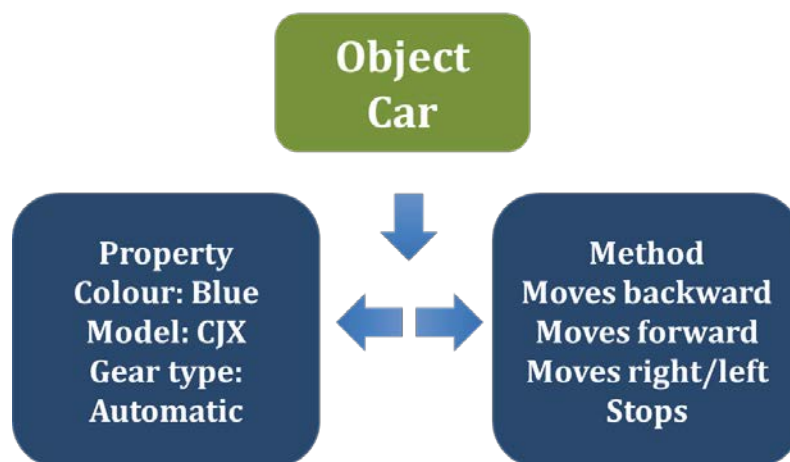 Object
Car
Property
Colour: Blue
Model: CJX
Gear type:
Automatic
Method
Moves backward
Moves forward
Moves right/left
Stops